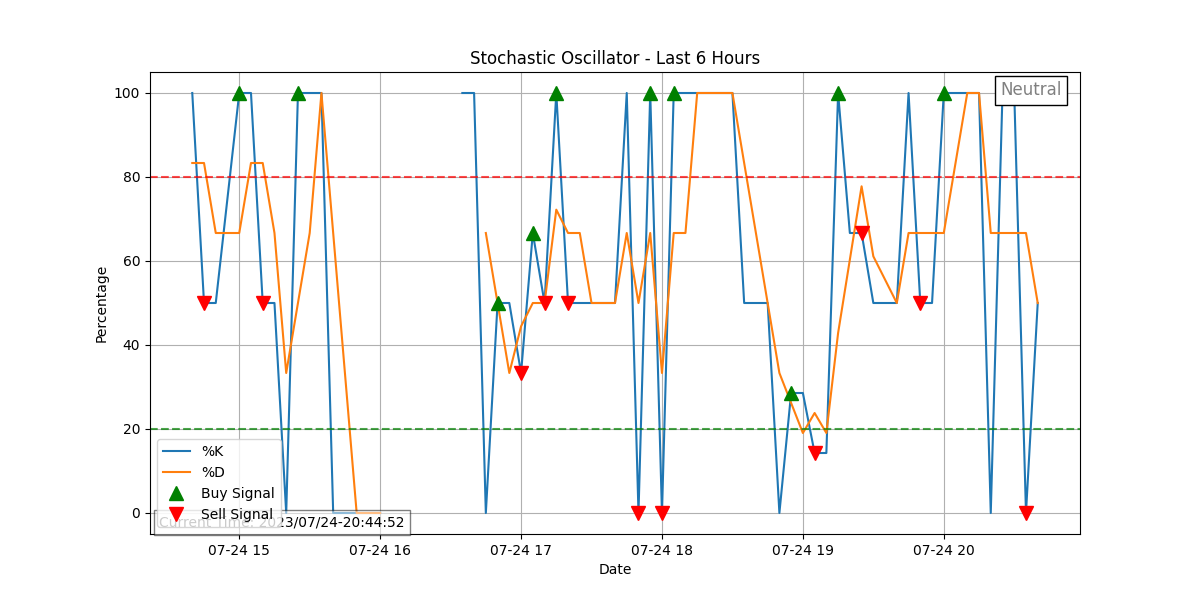 Stochastic Oscillator - Last 6 Hours
Neutral
Percentage
100
80
60
40
20
0
%K
%D
Buy Signal
Sell Signal
Current Time: 2023/07/24-20:44:52
07-24 15
07-24 16
07-24 17
07-24 18
07-24 19
07-24 20
Date